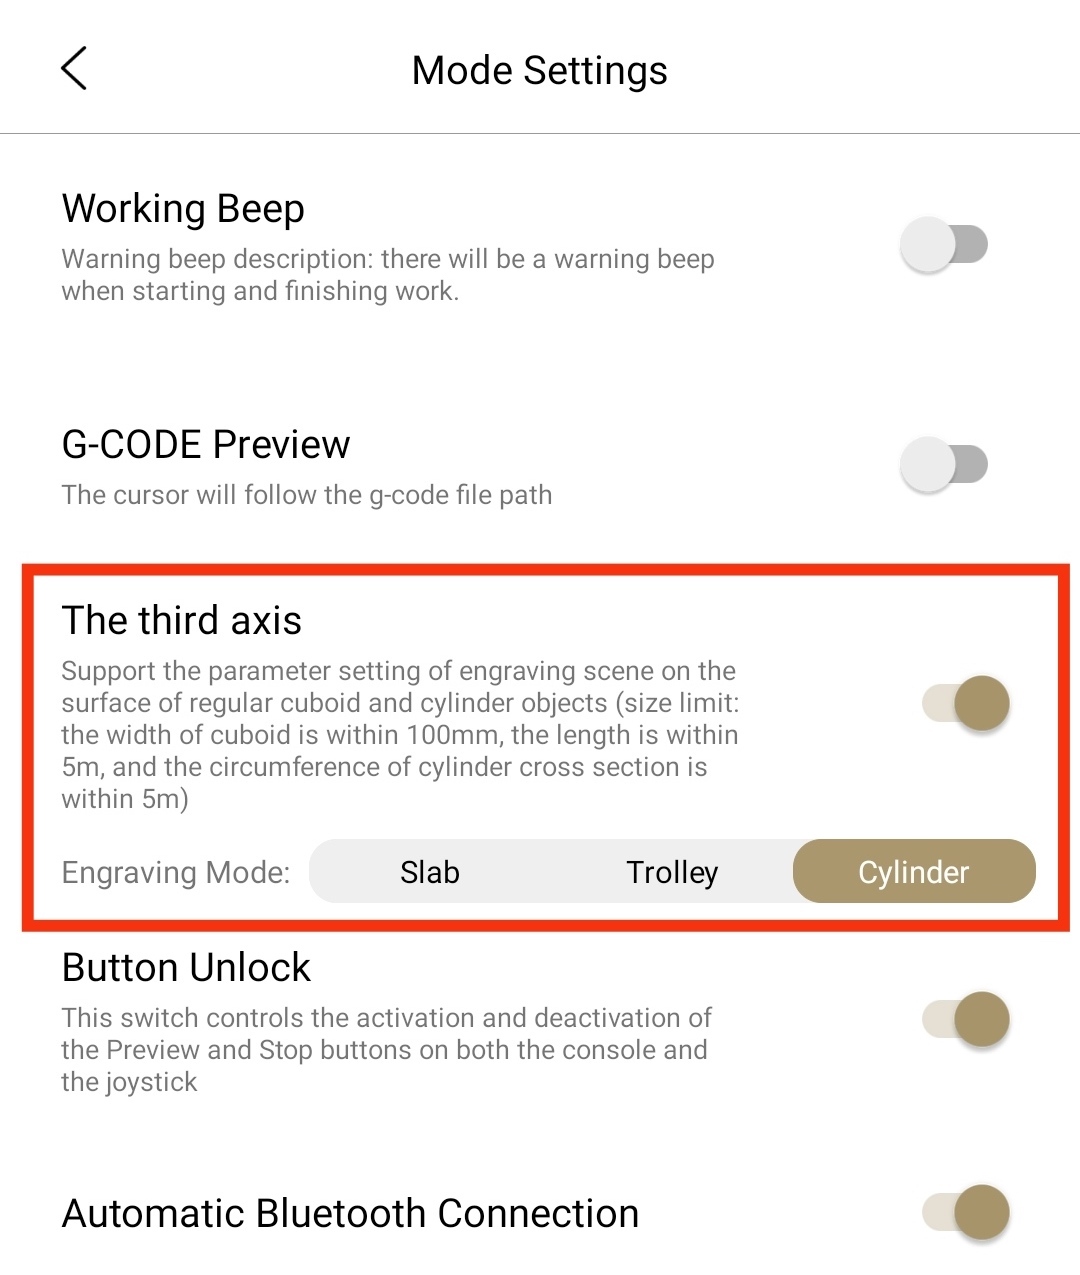 Mode Settings
Working Beep
Warning beep description: there will be a warning beep
when starting and finishing work.
G-CODE Preview
The cursor will follow the g-code file path
The third axis
Support the parameter setting of engraving scene on the
surface of regular cuboid and cylinder objects (size limit:
the width of cuboid is within 100mm, the length is within
5m, and the circumference of cylinder cross section is
within 5m)
Engraving Mode: Slab Trolley Cylinder
Button Unlock
This switch controls the activation and deactivation of
the Preview and Stop buttons on both the console and
the joystick
Automatic Bluetooth Connection